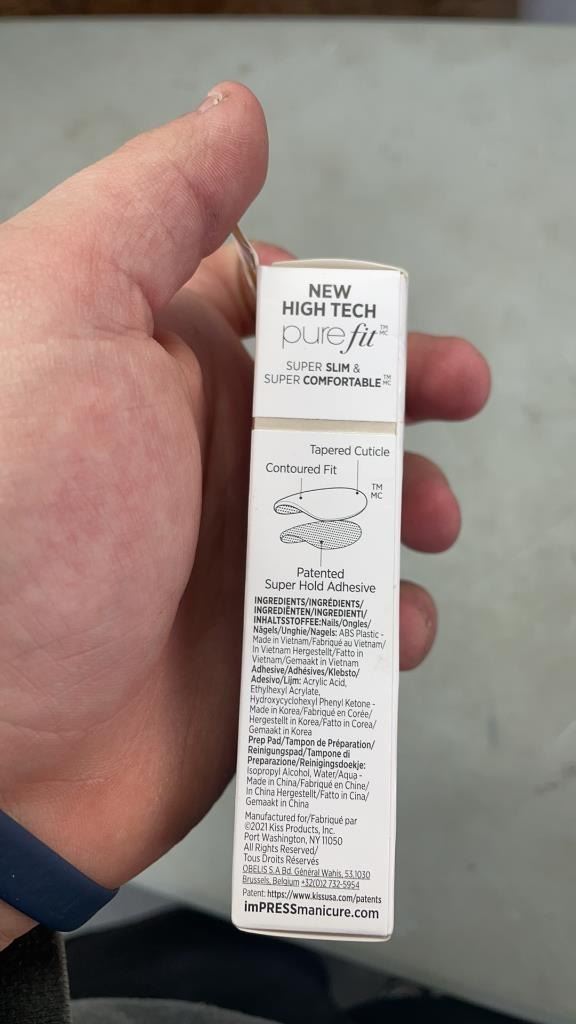 NEW
HIGH TECH
purefit™ MC
SUPER SLIM &
SUPER COMFORTABLE™ MC
Tapered Cuticle
Contoured Fit
TM
MC
Patented
Super Hold Adhesive
INGREDIENTS/INGRÉDIENTS/
INGREDIËNTEN/INGREDIENTI/
INHALTSSTOFFE:Nails/Ongles/
Nägels/Unghie/Nagels: ABS Plastic -
Made in Vietnam/Fabriqué au Vietnam/
In Vietnam Hergestellt/Fatto in
Vietnam/Gemaakt in Vietnam
Adhesive/Adhésives/Klebsto/
Adesivo/Lijm: Acrylic Acid,
Ethylhexyl Acrylate,
Hydroxycyclohexyl Phenyl Ketone -
Made in Korea/Fabriqué en Corée/
Hergestellt in Korea/Fatto in Corea/
Gemaakt in Korea
Prep Pad/Tampon de Préparation/
Reinigungspad/Tampone di
Preparazione/Reinigingsdoekje:
Isopropyl Alcohol, Water/Aqua -
Made in China/Fabriqué en Chine/
In China Hergestellt/Fatto in Cina/
Gemaakt in China
Manufactured for/Fabriqué par
©2021 Kiss Products, Inc.
Port Washington, NY 11050
All Rights Reserved/
Tous Droits Réservés
OBELIS S.A Bd. Général Wahis, 53,1030
Brussels, Belgium +32(0)2 732-5954
Patent: https://www.kissusa.com/patents
imPRESSmanicure.com